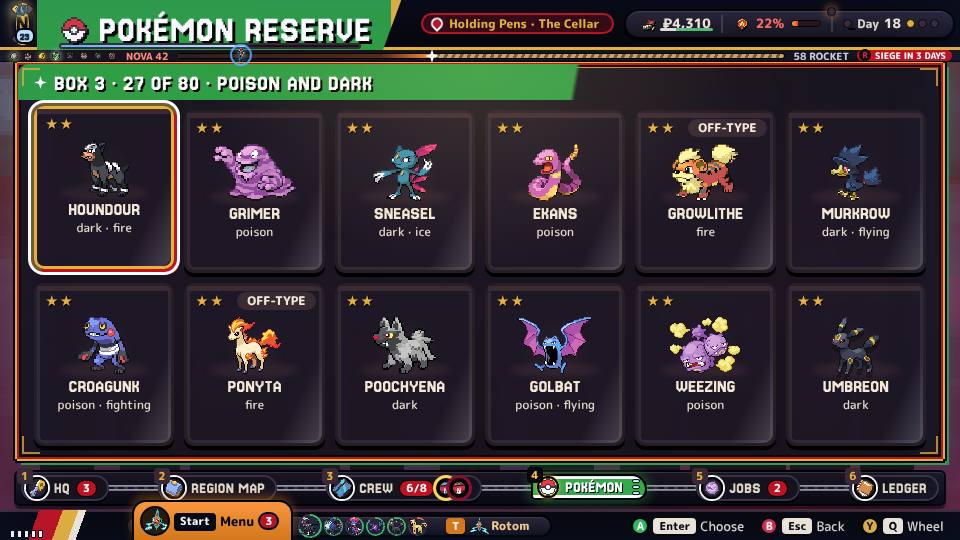 23
POKÉMON RESERVE
Holding Pens · The Cellar
₽4,310
22%
Day 18
NOVA 42
58 ROCKET
R SIEGE IN 3 DAYS
BOX 3 · 27 OF 80 · POISON AND DARK
HOUNDOUR
dark · fire
GRIMER
poison
SNEASEL
dark · ice
EKANS
poison
OFF-TYPE
GROWLITHE
fire
MURKROW
dark · flying
CROAGUNK
poison · fighting
OFF-TYPE
PONYTA
fire
POOCHYENA
dark
GOLBAT
poison · flying
WEEZING
poison
UMBREON
dark
1 HQ 3
2 REGION MAP
3 CREW 6/8
4 POKÉMON
5 JOBS 2
6 LEDGER
Start Menu 3
T Rotom
A Enter Choose
B Esc Back
Y Q Wheel